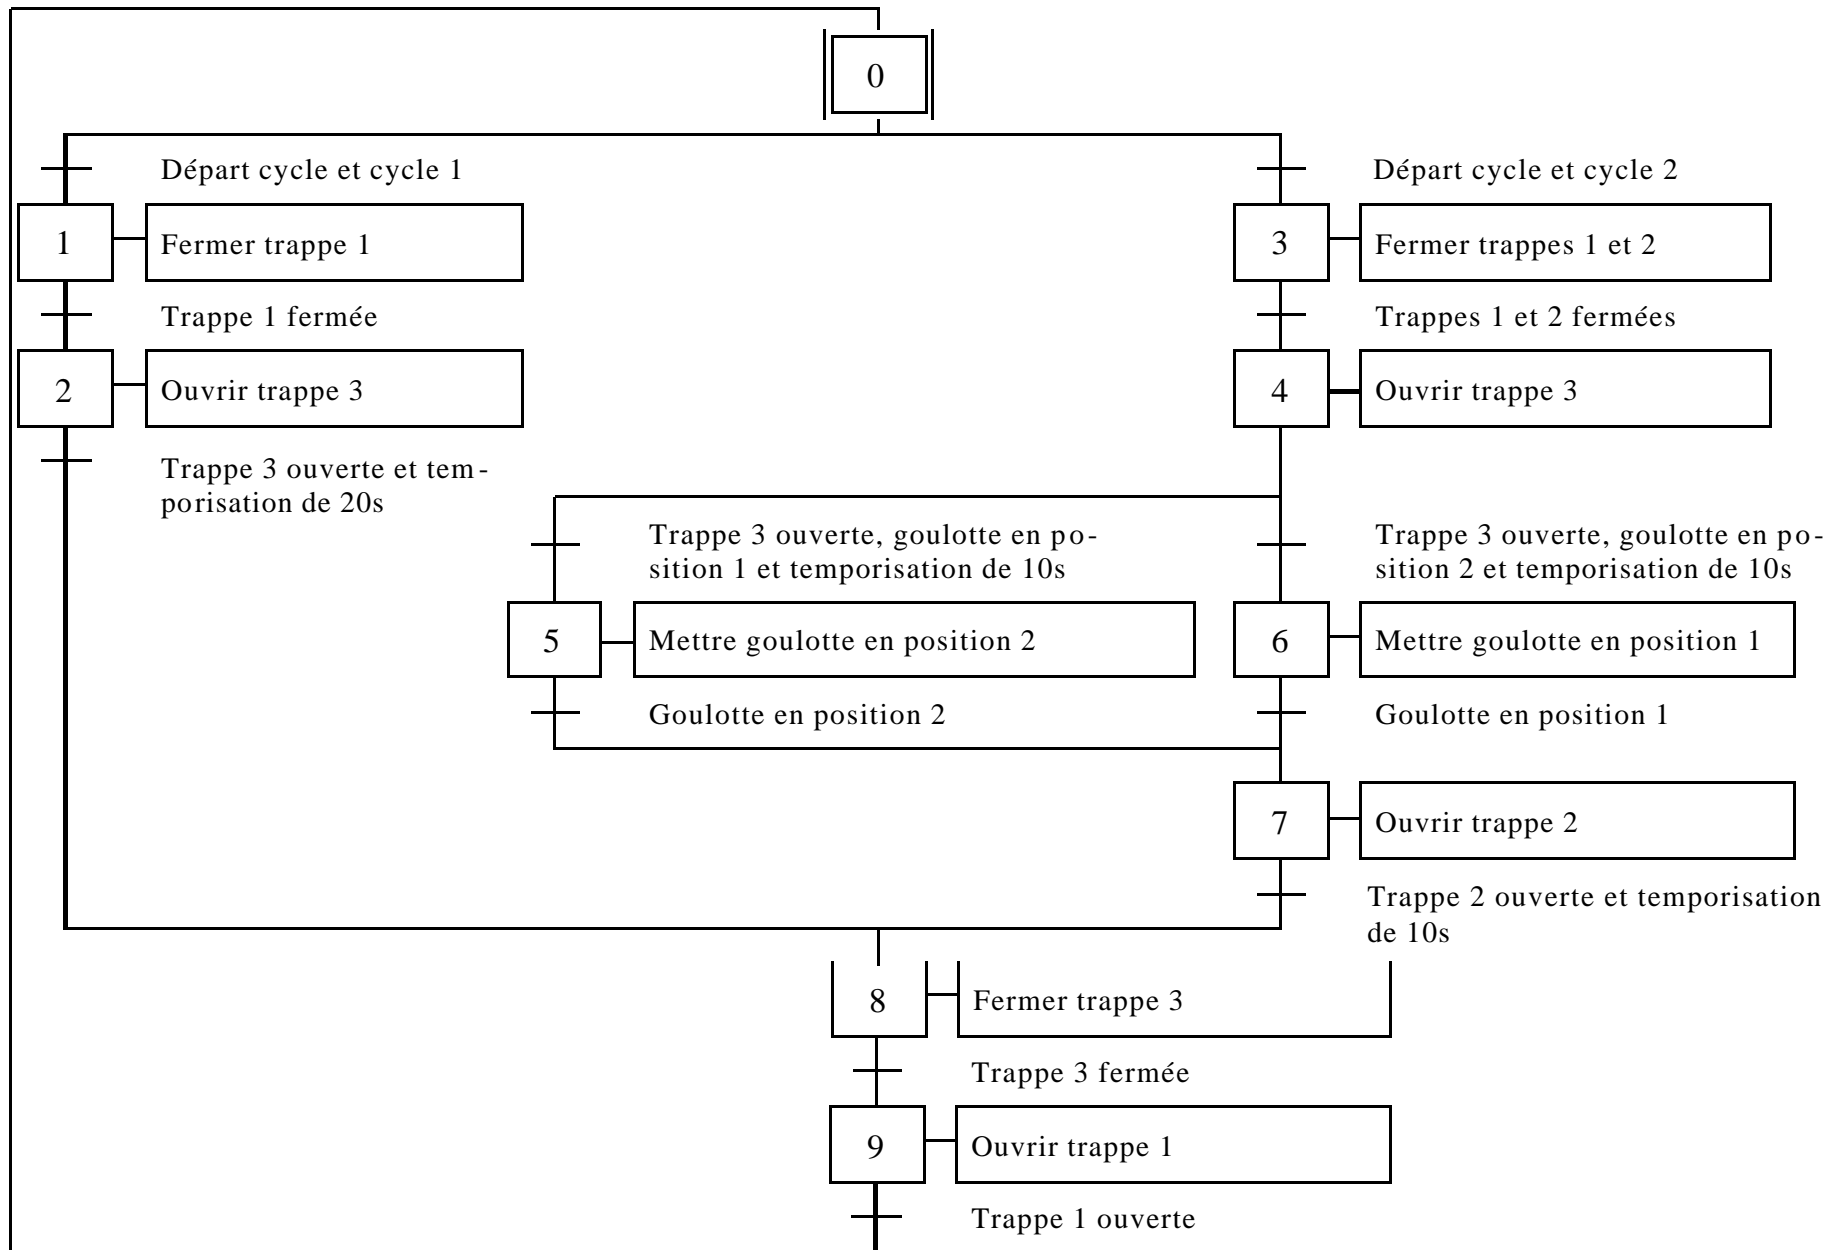 0
Départ cycle et cycle 1
Départ cycle et cycle 2
1
Fermer trappe 1
3
Fermer trappes 1 et 2
Trappe 1 fermée
Trappes 1 et 2 fermées
2
Ouvrir trappe 3
4
Ouvrir trappe 3
Trappe 3 ouverte et tem-
porisation de 20s
Trappe 3 ouverte, goulotte en po-
sition 1 et temporisation de 10s
Trappe 3 ouverte, goulotte en po-
sition 2 et temporisation de 10s
5
Mettre goulotte en position 2
6
Mettre goulotte en position 1
Goulotte en position 2
Goulotte en position 1
7
Ouvrir trappe 2
Trappe 2 ouverte et temporisation
de 10s
8
Fermer trappe 3
Trappe 3 fermée
9
Ouvrir trappe 1
Trappe 1 ouverte